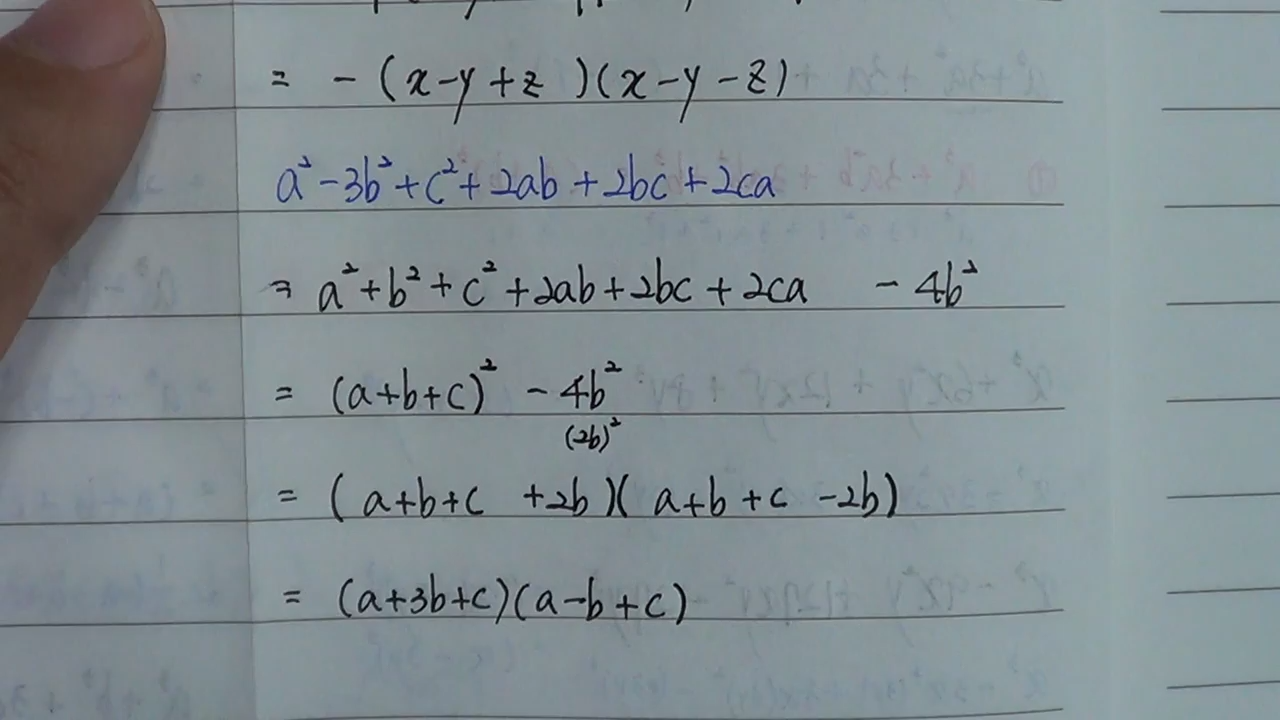 = - (x-y+z)(x-y-z)
a²-3b²+c²+2ab+2bc+2ca
= a²+b²+c²+2ab+2bc+2ca -4b²
= (a+b+c)² -4b²
(2b)²
= (a+b+c +2b)(a+b+c -2b)
= (a+3b+c)(a-b+c)